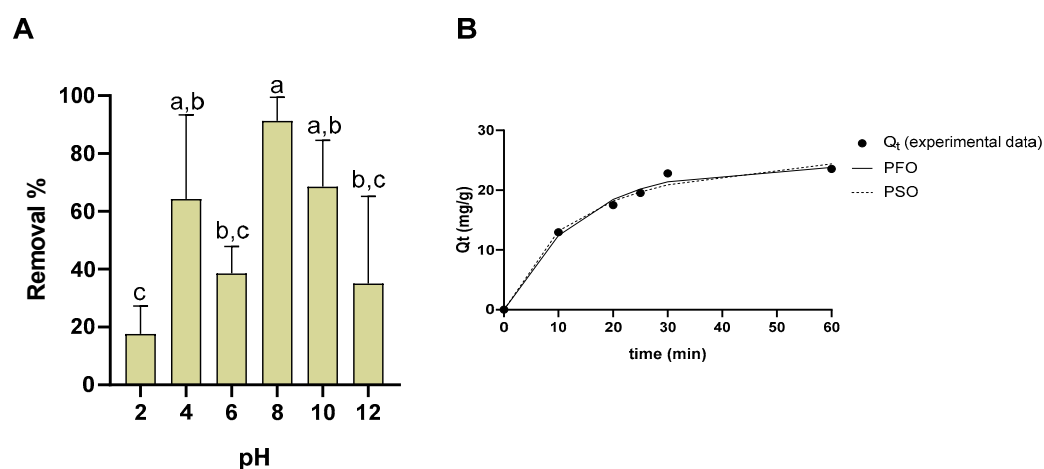 A
B
Removal %
100
80
60
40
20
0
c
a,b
b,c
a
a,b
b,c
2 4 6 8 10 12
pH
Qt (mg/g)
30
20
10
0
0 10 20 30 40 50 60
time (min)
Qt (experimental data)
PFO
PSO